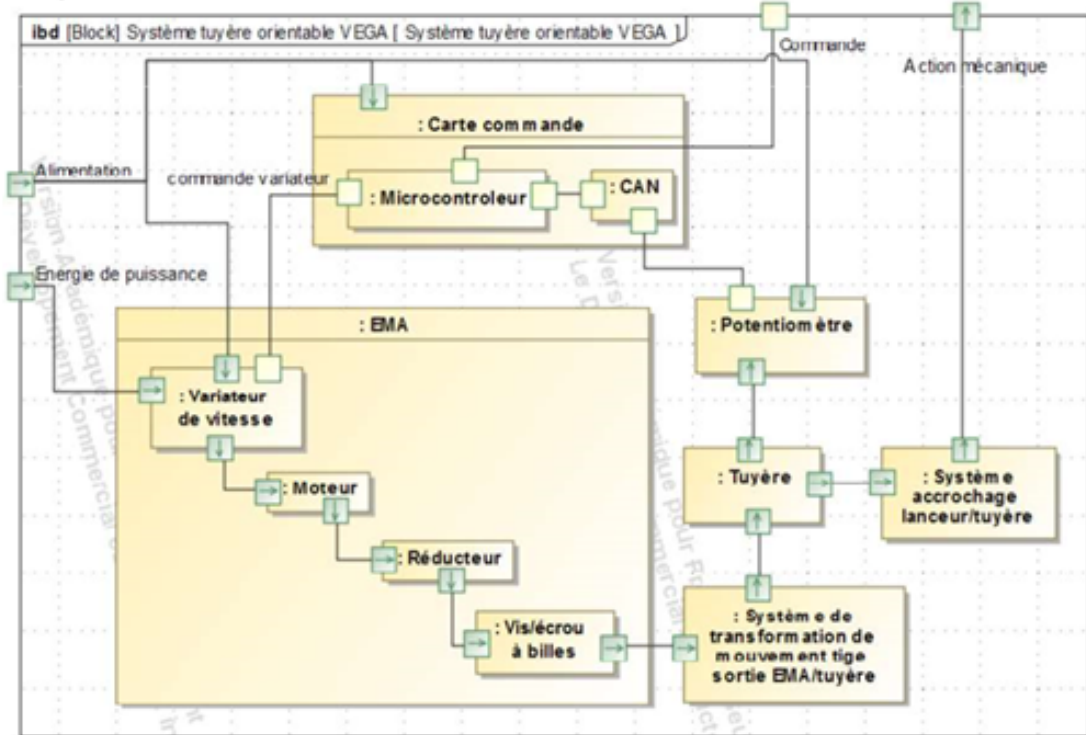 ibd [Block] Système tuyère orientable VEGA [ Système tuyère orientable VEGA ]
Commande
Action mécanique
: Carte commande
Alimentation
commande variateur
: Microcontroleur
: CAN
Energie de puissance
: EMA
: Potentiomètre
: Variateur
de vitesse
: Tuyère
: Système
accrochage
lanceur/tuyère
: Moteur
: Réducteur
: Vis/écrou
à billes
: Système de
transformation de
mouvement tige
sortie EMA/tuyère